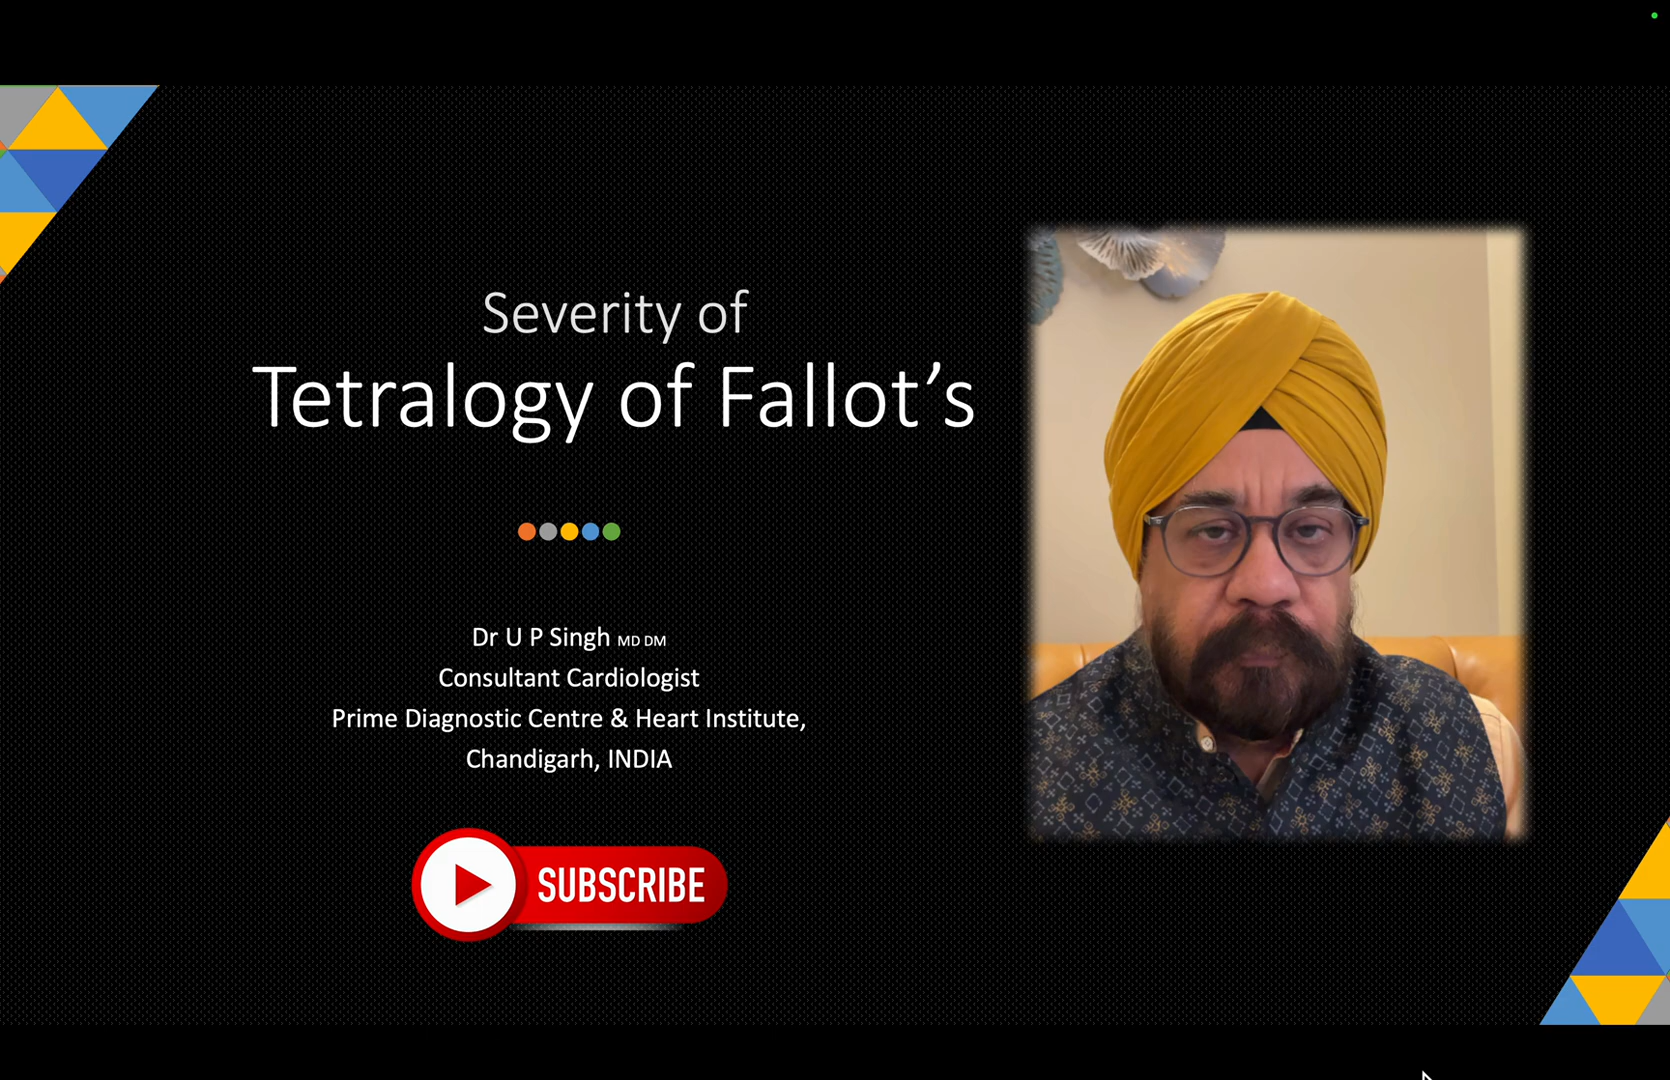 Severity of
Tetralogy of Fallot’s
Dr U P Singh MD DM
Consultant Cardiologist
Prime Diagnostic Centre & Heart Institute,
Chandigarh, INDIA
SUBSCRIBE